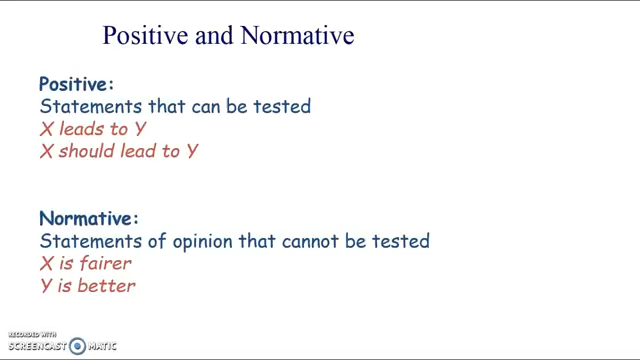 Positive and Normative
Positive:
Statements that can be tested
X leads to Y
X should lead to Y
Normative:
Statements of opinion that cannot be tested
X is fairer
Y is better
RECORDED WITH
SCREENCAST MATIC